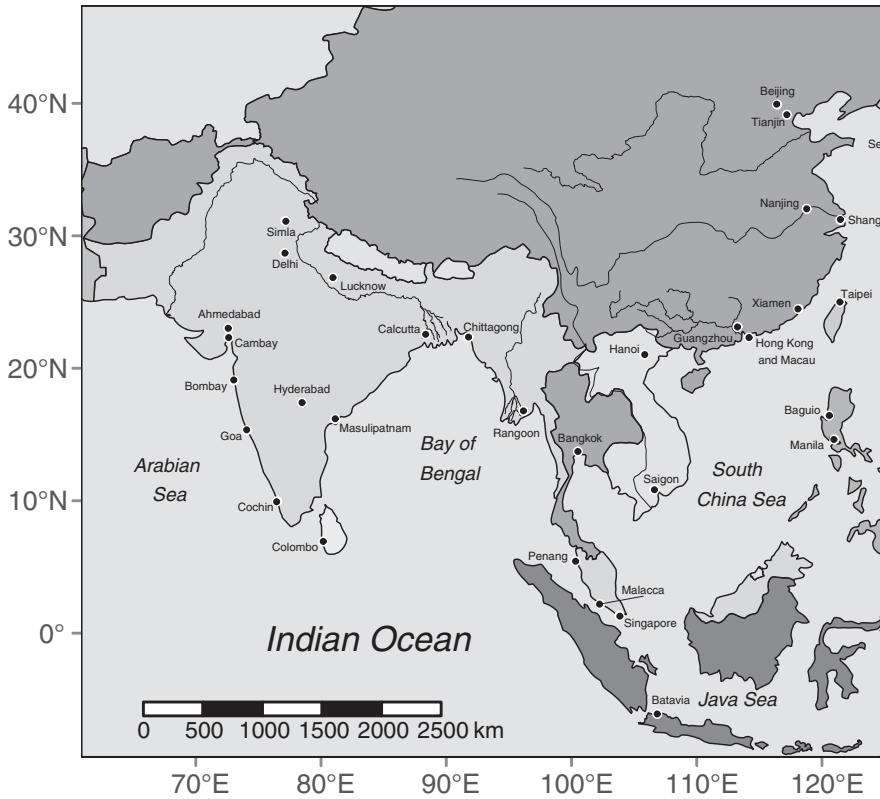 40°N
30°N
20°N
10°N
0°
Beijing
Tianjin
Se
Nanjing
Shang
Simla
Delhi
Lucknow
Xiamen
Taipei
Ahmedabad
Cambay
Calcutta
Chittagong
Guangzhou
Hong Kong
and Macau
Hanoi
Bombay
Hyderabad
Masulipatnam
Goa
Rangoon
Bangkok
Baguio
Manila
Arabian
Sea
Bay of
Bengal
Saigon
South
China Sea
Cochin
Colombo
Penang
Malacca
Singapore
Indian Ocean
Batavia
Java Sea
0 500 1000 1500 2000 2500 km
70°E 80°E 90°E 100°E 110°E 120°E